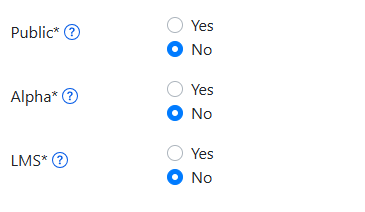 Public* ?
Yes
No
Alpha* ?
Yes
No
LMS* ?
Yes
No